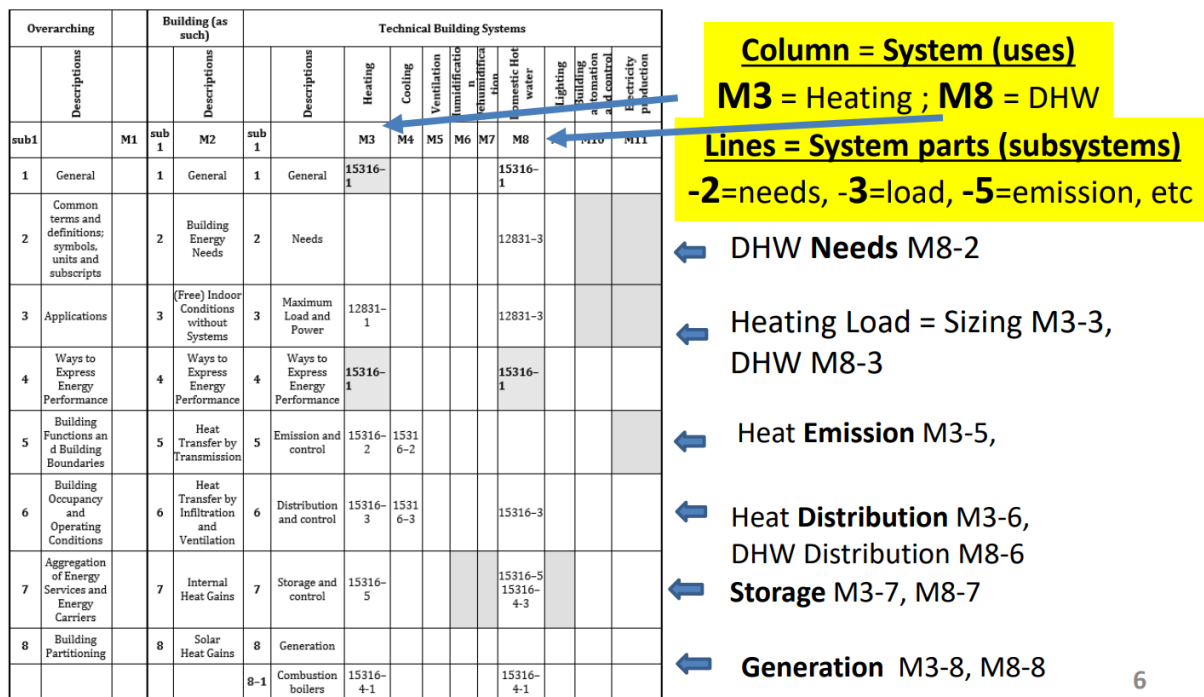 Overarching
Building (as
such)
Technical Building Systems
Descriptions
Descriptions
Descriptions
Heating
Cooling
Ventilation
Humidificatio
n
Dehumidifica
tion
Domestic Hot
water
Lighting
Building
automation
and control
Electricity
production
sub1 M1 sub 1 M2 sub 1 M3 M4 M5 M6 M7 M8 M10 M11
1 General 1 General 1 General 15316–1 15316–1
2 Common terms and definitions; symbols, units and subscripts 2 Building Energy Needs 2 Needs 12831–3
3 Applications 3 (Free) Indoor Conditions without Systems 3 Maximum Load and Power 12831–1 12831–3
4 Ways to Express Energy Performance 4 Ways to Express Energy Performance 4 Ways to Express Energy Performance 15316–1 15316–1
5 Building Functions an d Building Boundaries 5 Heat Transfer by Transmission 5 Emission and control 15316–2 15316–2
6 Building Occupancy and Operating Conditions 6 Heat Transfer by Infiltration and Ventilation 6 Distribution and control 15316–3 15316–3 15316–3
7 Aggregation of Energy Services and Energy Carriers 7 Internal Heat Gains 7 Storage and control 15316–5 15316–5 15316–4-3
8 Building Partitioning 8 Solar Heat Gains 8 Generation
8–1 Combustion boilers 15316–4-1 15316–4-1
Column = System (uses)
M3 = Heating ; M8 = DHW
Lines = System parts (subsystems)
-2=needs, -3=load, -5=emission, etc
DHW Needs M8-2
Heating Load = Sizing M3-3,
DHW M8-3
Heat Emission M3-5,
Heat Distribution M3-6,
DHW Distribution M8-6
Storage M3-7, M8-7
Generation M3-8, M8-8
6